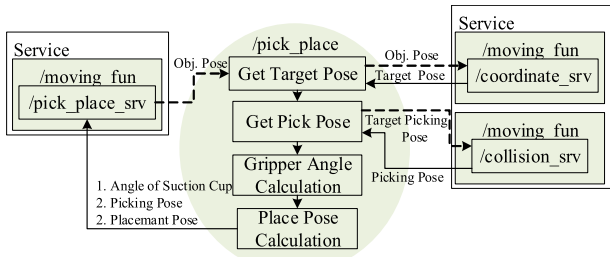 Service
/moving_fun
/pick_place_srv
Obj. Pose
/pick_place
Get Target Pose
Get Pick Pose
Gripper Angle
Calculation
Place Pose
Calculation
1. Angle of Suction Cup
2. Picking Pose
2. Placemant Pose
Obj. Pose
Target Pose
Target Picking
Pose
Picking Pose
Service
/moving_fun
/coordinate_srv
/moving_fun
/collision_srv